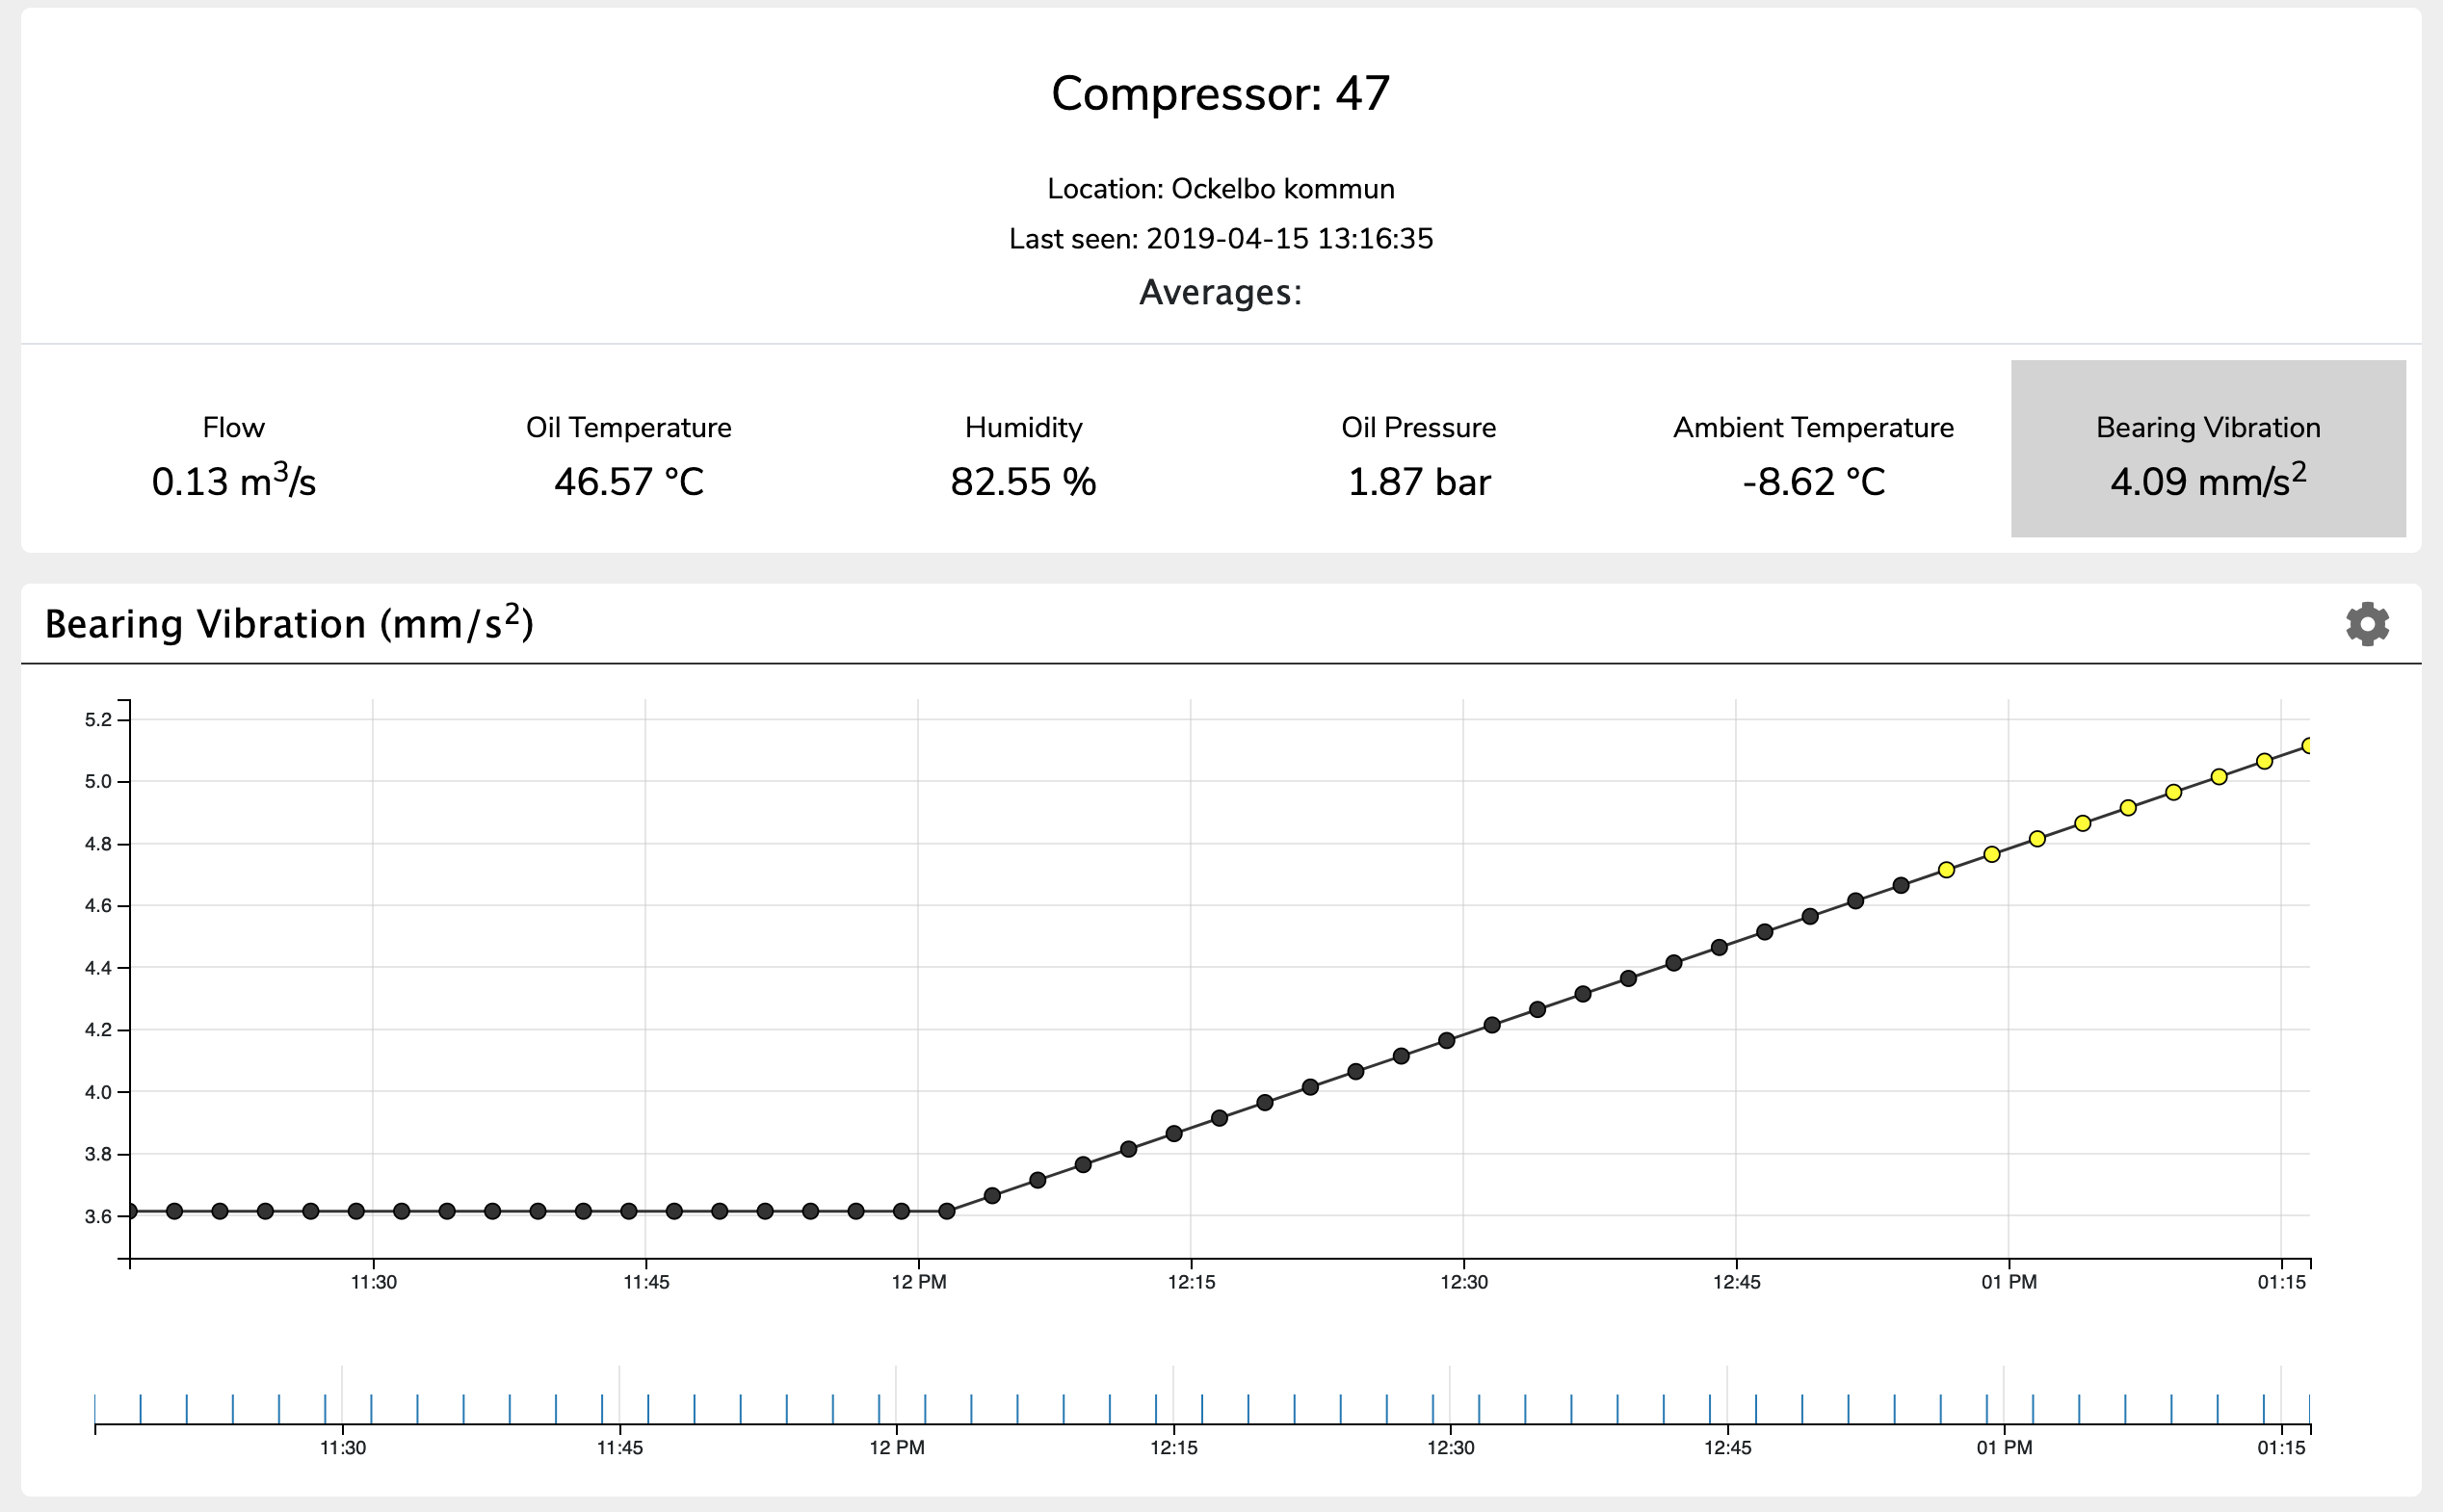 Compressor: 47
Location: Ockelbo kommun
Last seen: 2019-04-15 13:16:35
Averages:
Flow
0.13 m³/s
Oil Temperature
46.57 °C
Humidity
82.55 %
Oil Pressure
1.87 bar
Ambient Temperature
-8.62 °C
Bearing Vibration
4.09 mm/s²
Bearing Vibration (mm/s²)
5.2
5.0
4.8
4.6
4.4
4.2
4.0
3.8
3.6
11:30 11:45 12 PM 12:15 12:30 12:45 01 PM 01:15
11:30 11:45 12 PM 12:15 12:30 12:45 01 PM 01:15